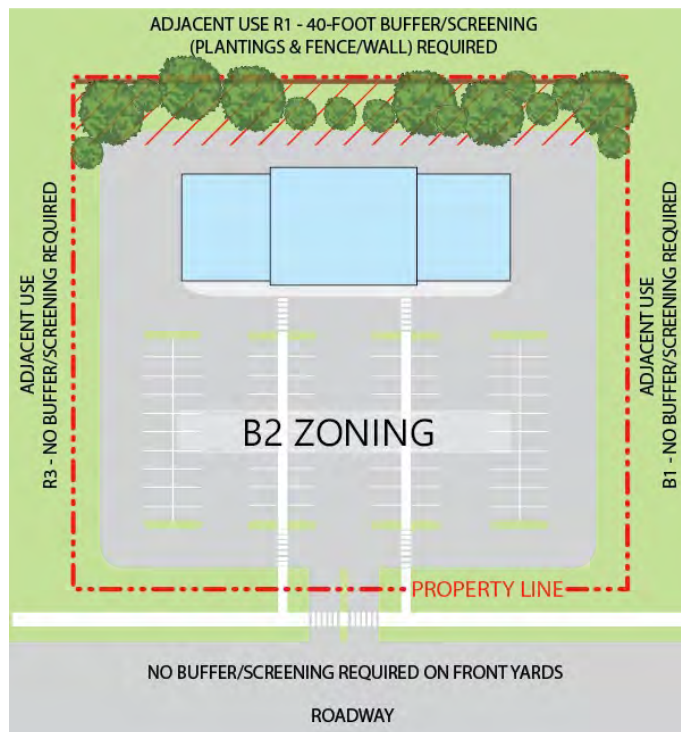 ADJACENT USE R1 - 40-FOOT BUFFER/SCREENING
(PLANTINGS & FENCE/WALL) REQUIRED
ADJACENT USE
R3 - NO BUFFER/SCREENING REQUIRED
ADJACENT USE
B1 - NO BUFFER/SCREENING REQUIRED
B2 ZONING
PROPERTY LINE
NO BUFFER/SCREENING REQUIRED ON FRONT YARDS
ROADWAY